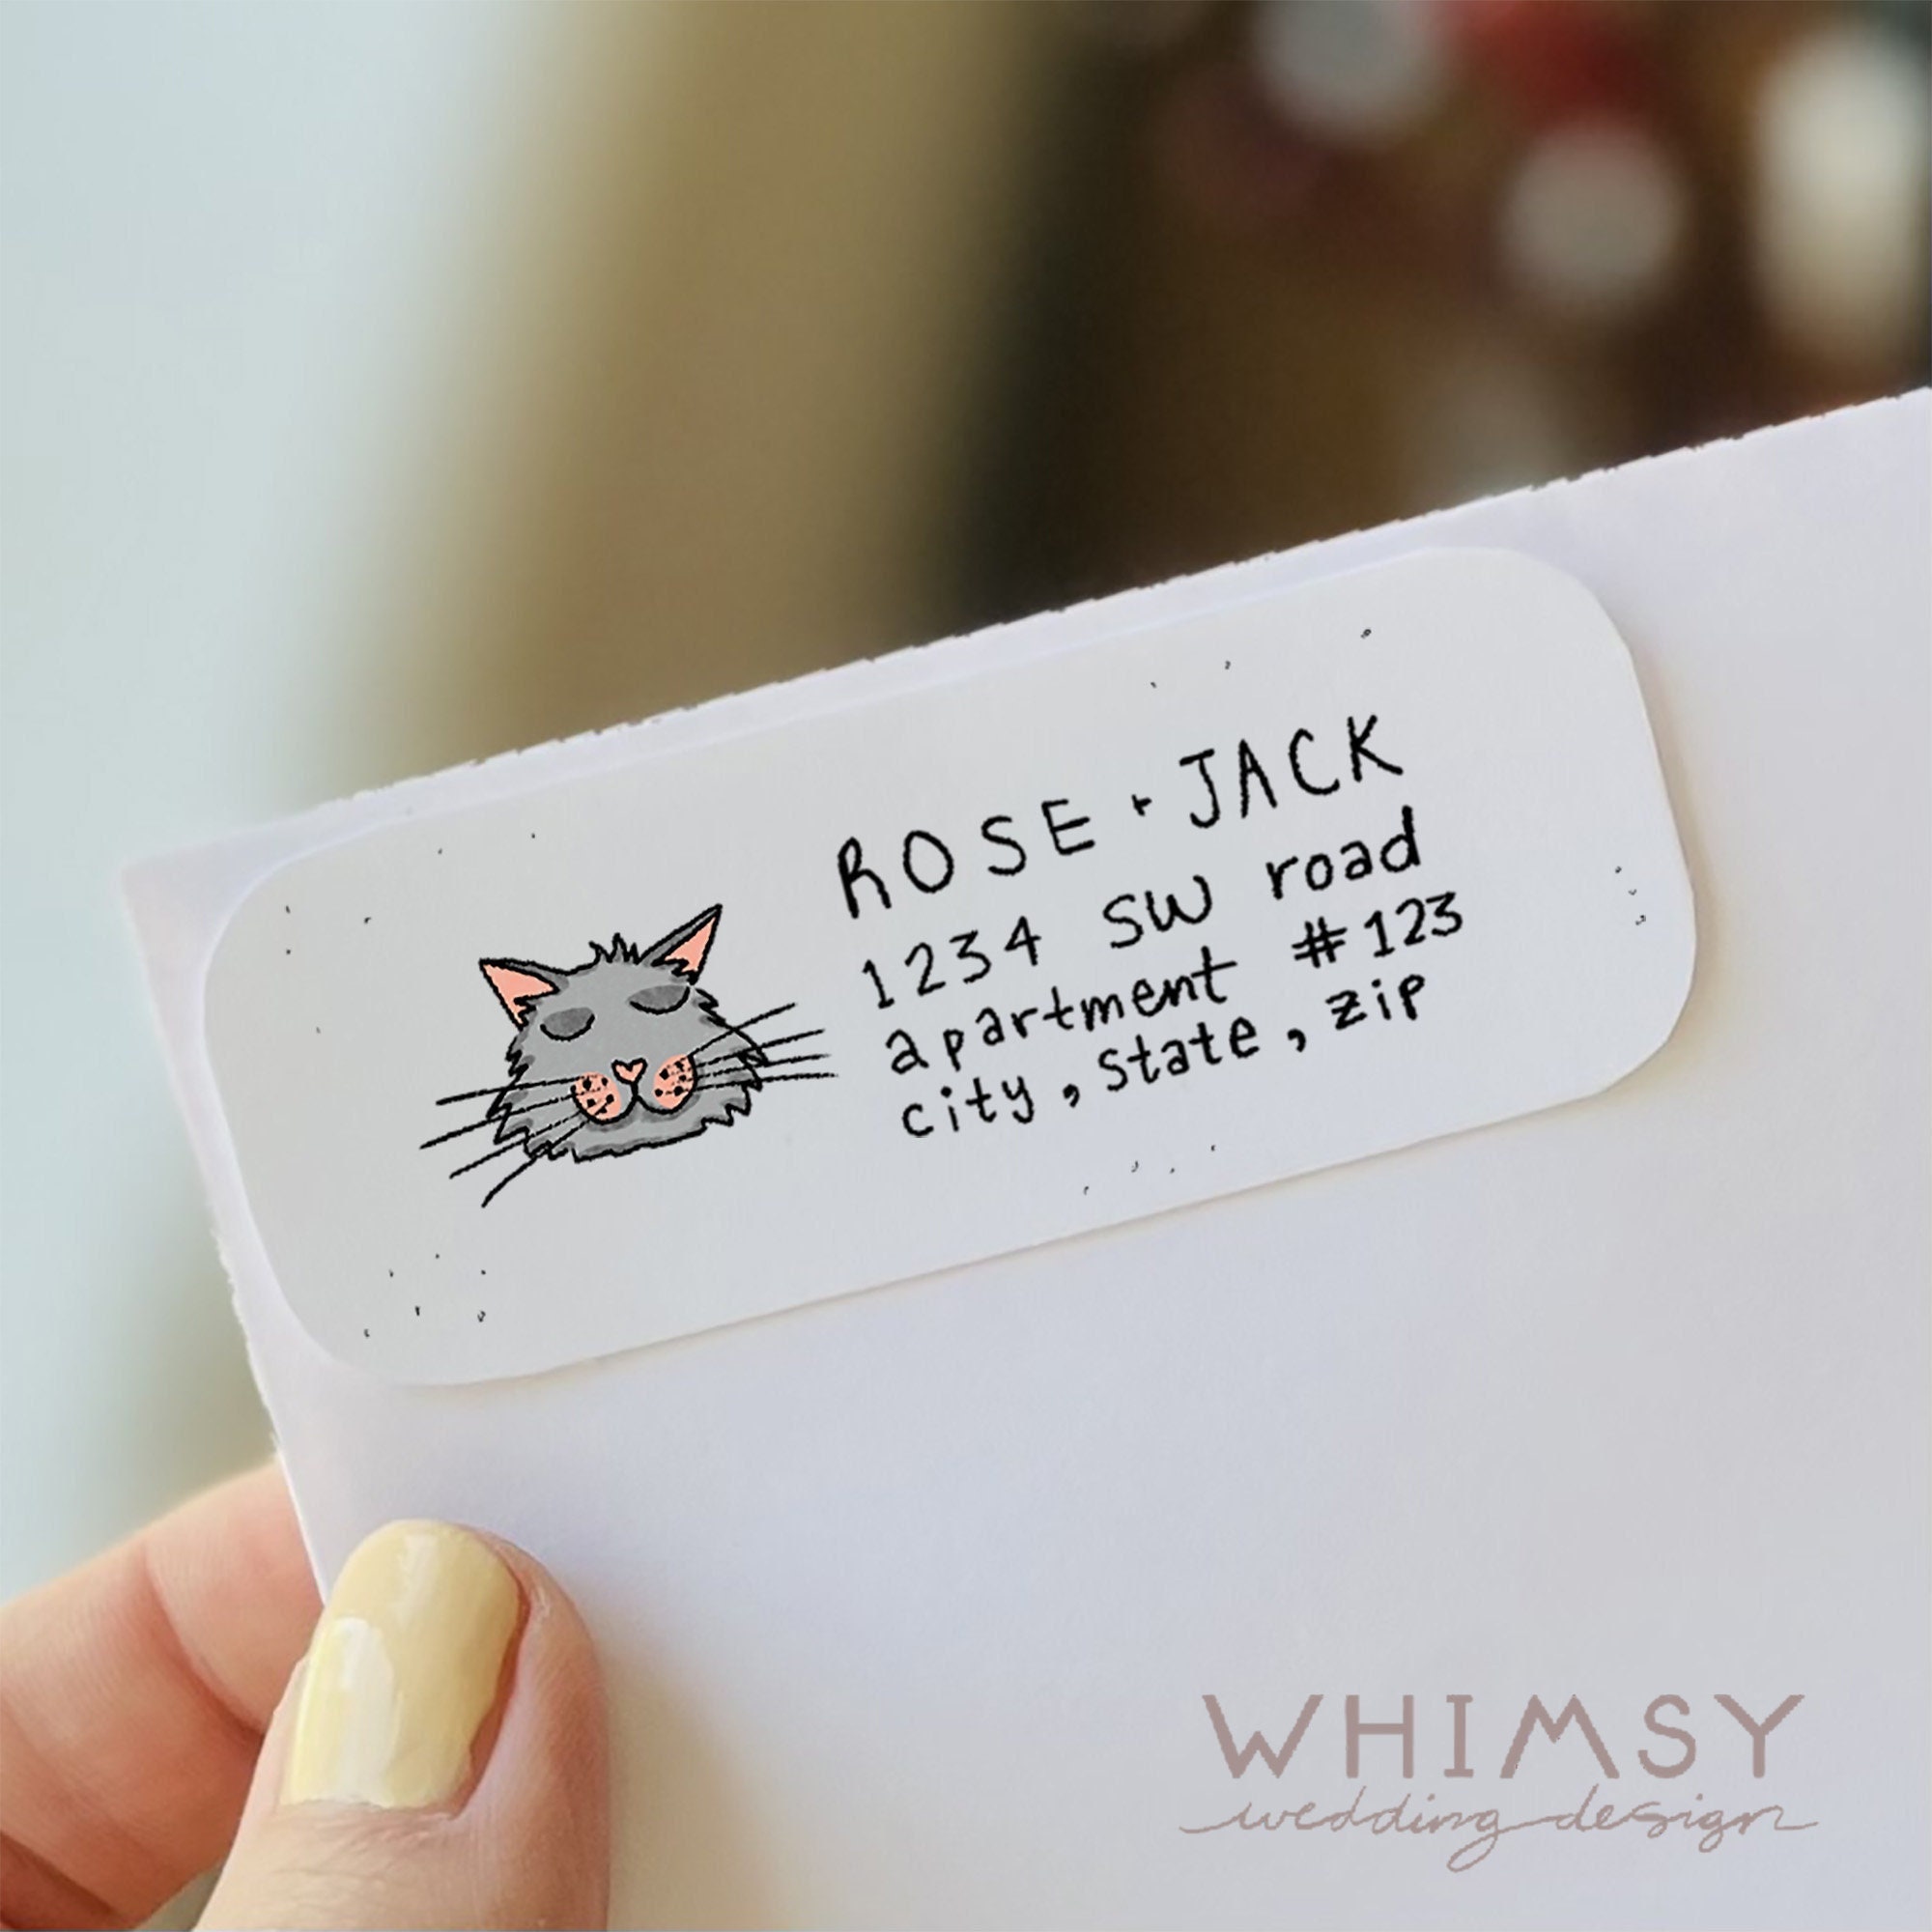 ROSE + JACK
1234 SW road
apartment #123
city, state, zip
WHIMSY
wedding design